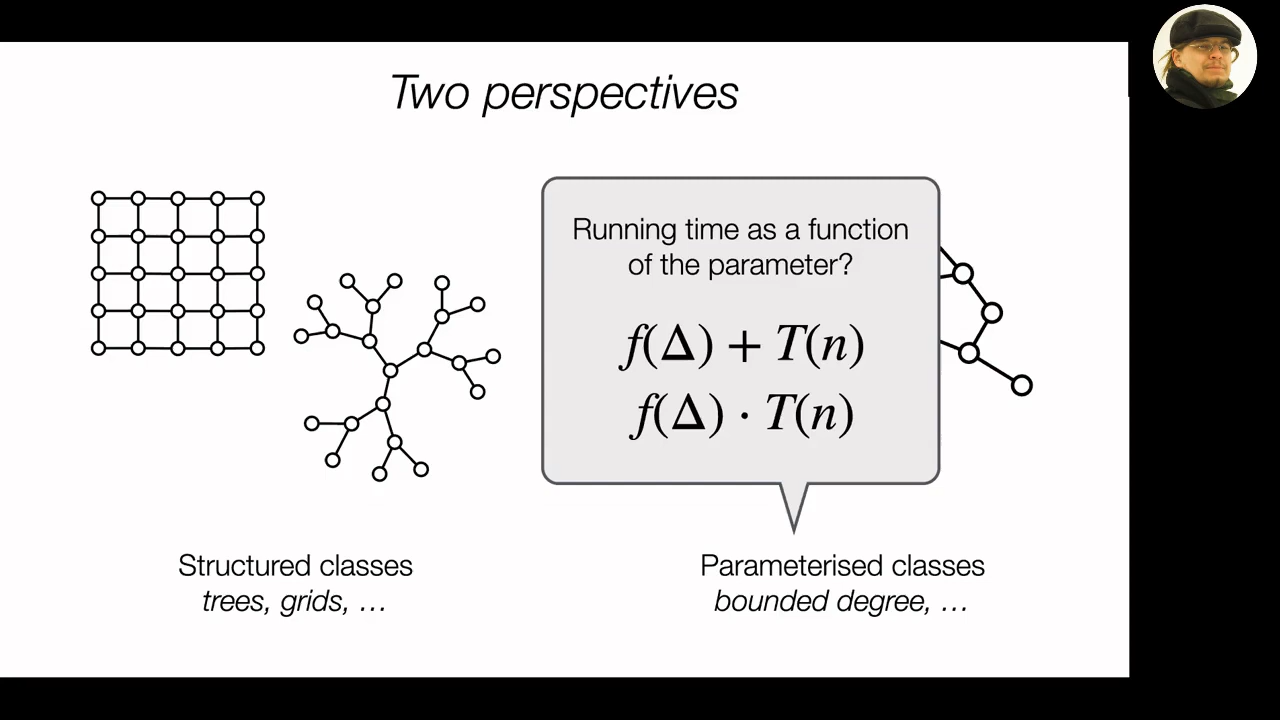 Two perspectives
Running time as a function
of the parameter?
f(Δ) + T(n)
f(Δ) · T(n)
Structured classes
trees, grids, …
Parameterised classes
bounded degree, …